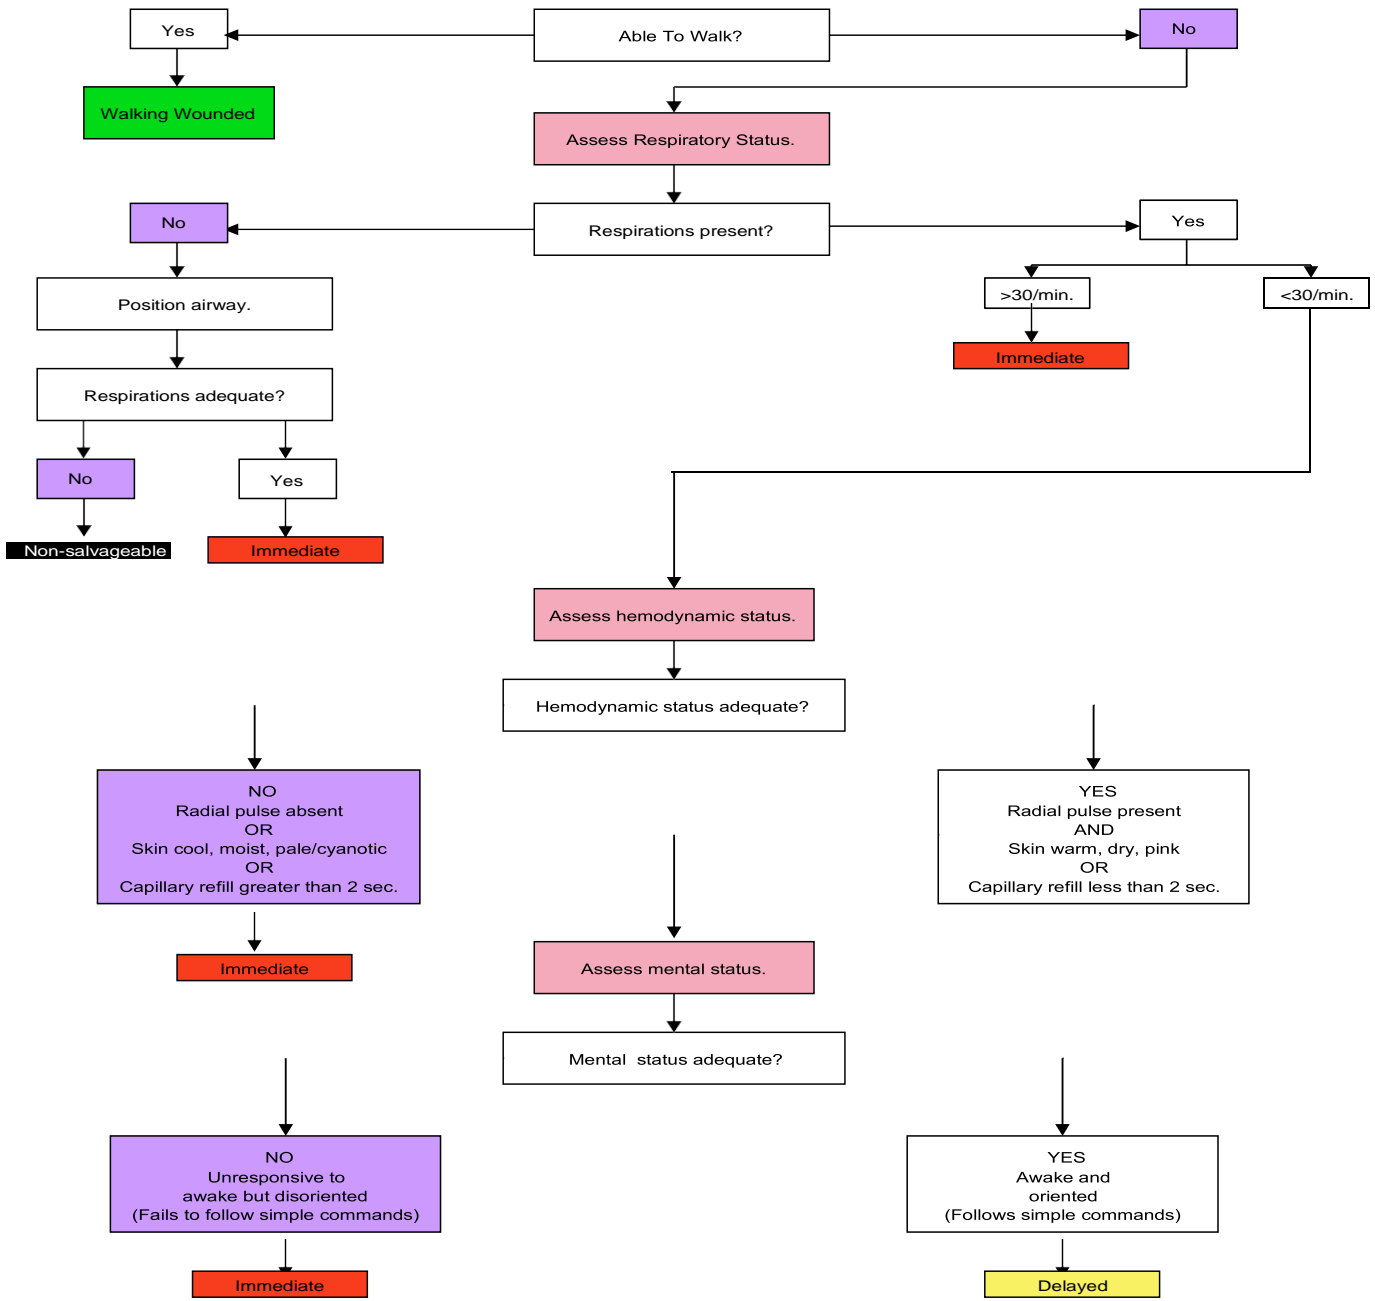 Yes
Able To Walk?
No
Walking Wounded
Assess Respiratory Status.
No
Respirations present?
Yes
Position airway.
>30/min.
<30/min.
Immediate
Respirations adequate?
No
Yes
Non-salvageable
Immediate
Assess hemodynamic status.
Hemodynamic status adequate?
NO
Radial pulse absent
OR
Skin cool, moist, pale/cyanotic
OR
Capillary refill greater than 2 sec.
YES
Radial pulse present
AND
Skin warm, dry, pink
OR
Capillary refill less than 2 sec.
Immediate
Assess mental status.
Mental status adequate?
NO
Unresponsive to
awake but disoriented
(Fails to follow simple commands)
YES
Awake and
oriented
(Follows simple commands)
Immediate
Delayed